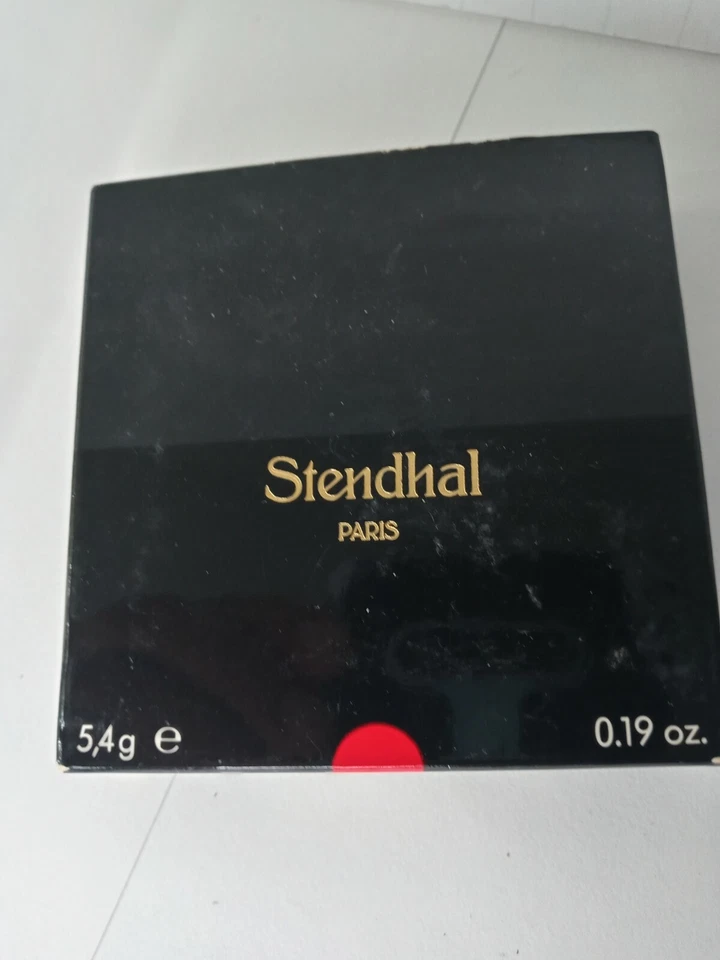 Stendhal
PARIS
5,4g ℮ 0.19 oz.